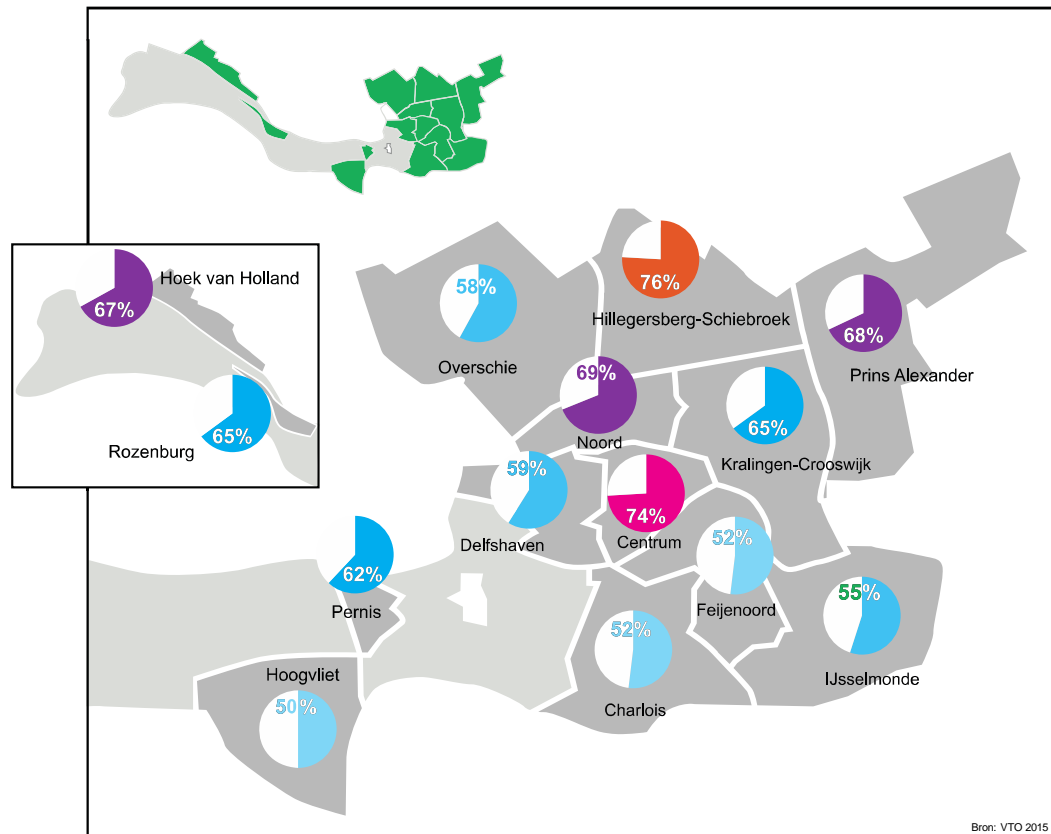 76%
Hillegersberg-Schiebroek
58%
Overschie
68%
Prins Alexander
Hoek van Holland
67%
Rozenburg
65%
69%
Noord
65%
Kralingen-Crooswijk
59%
Delfshaven
74%
Centrum
52%
Feijenoord
62%
Pernis
55%
IJsselmonde
52%
Charlois
Hoogvliet
50%
Bron: VTO 2015